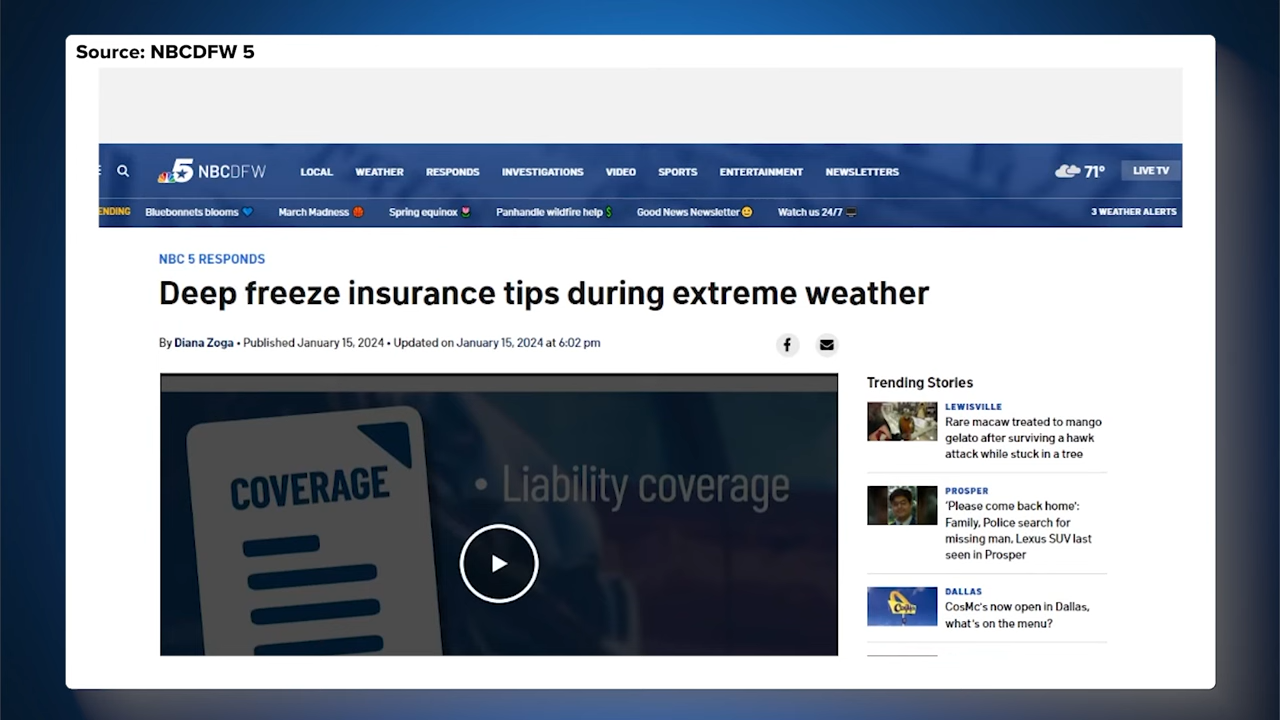 Source: NBCDFW 5
5 NBCDFW LOCAL WEATHER RESPONDS INVESTIGATIONS VIDEO SPORTS ENTERTAINMENT NEWSLETTERS 71° LIVE TV
ENDING Bluebonnets blooms 💙 March Madness 🏀 Spring equinox 🌷 Panhandle wildfire help 💲 Good News Newsletter 😊 Watch us 24/7 🖥️ 3 WEATHER ALERTS
NBC 5 RESPONDS
Deep freeze insurance tips during extreme weather
By Diana Zoga • Published January 15, 2024 • Updated on January 15, 2024 at 6:02 pm
COVERAGE
• Liability coverage
Trending Stories
LEWISVILLE
Rare macaw treated to mango
gelato after surviving a hawk
attack while stuck in a tree
PROSPER
'Please come back home':
Family, Police search for
missing man, Lexus SUV last
seen in Prosper
DALLAS
CosMc's now open in Dallas,
what's on the menu?